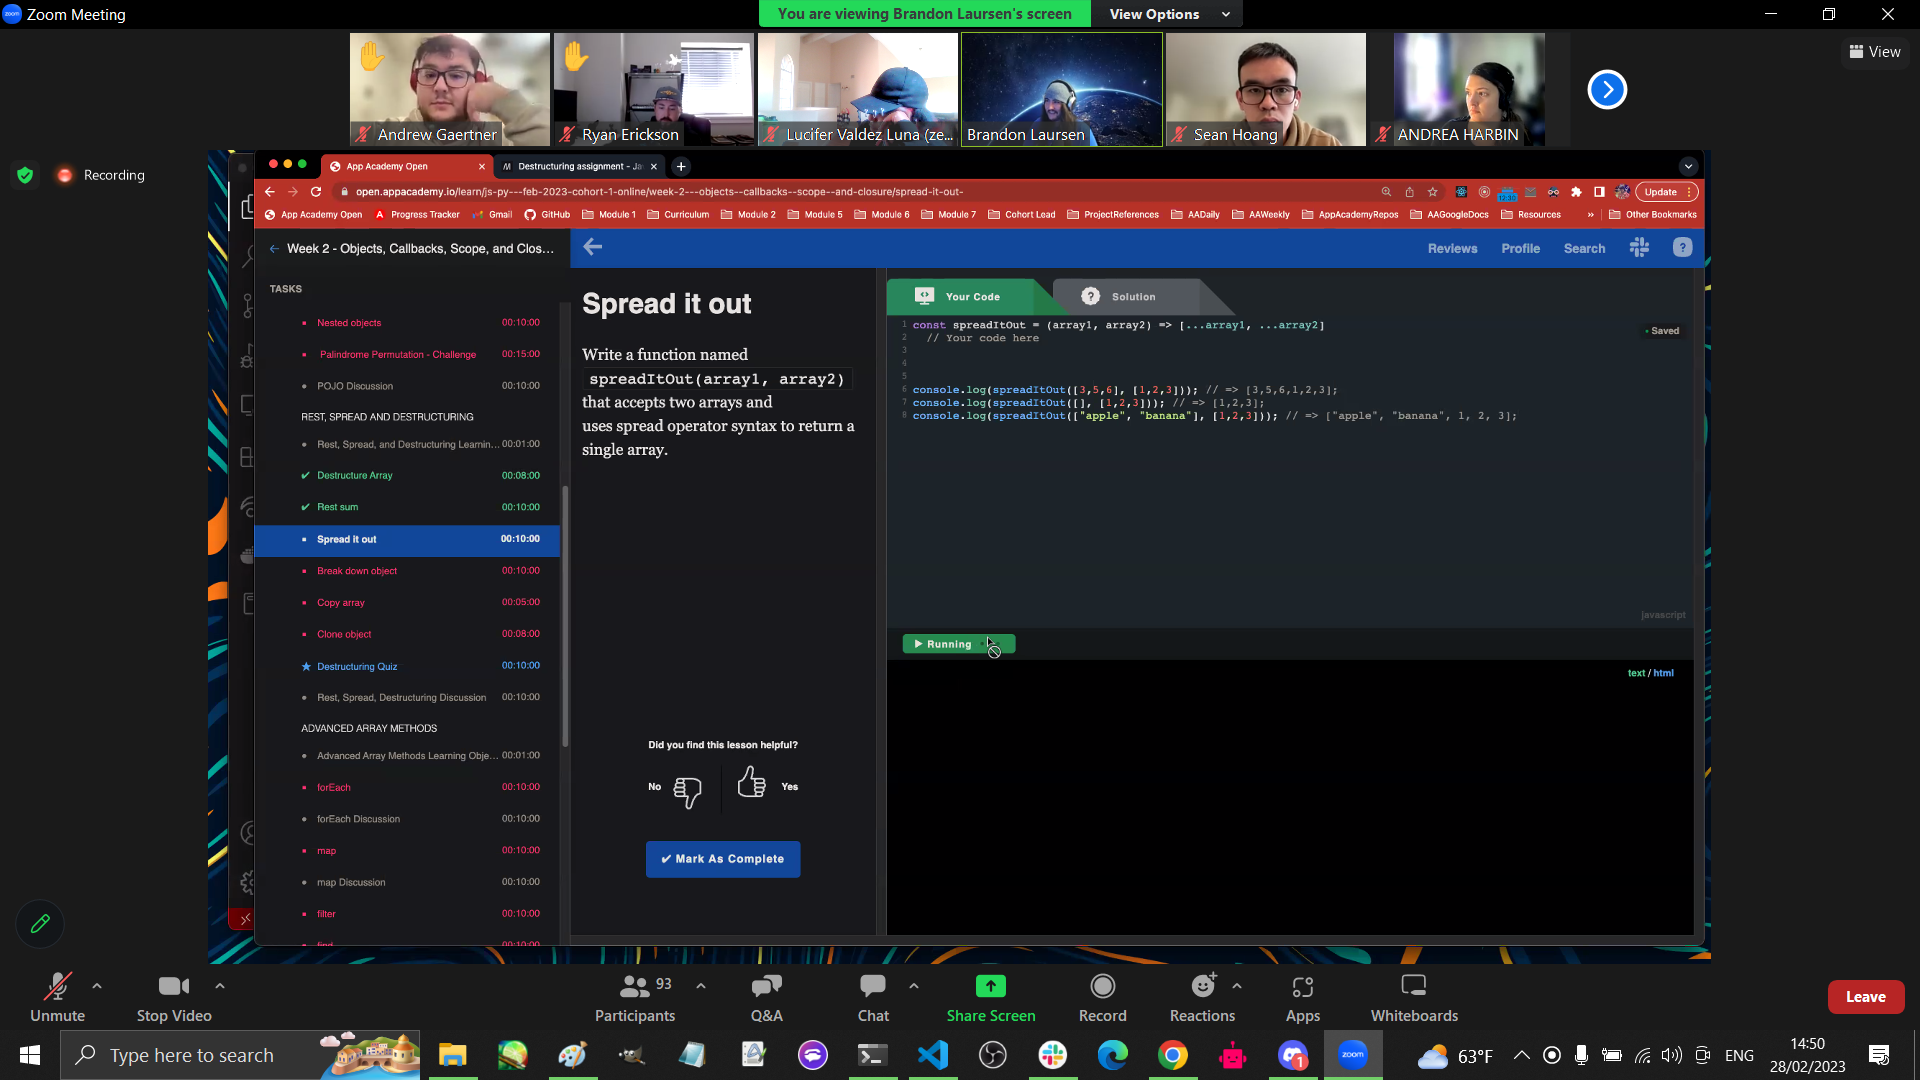 Zoom Meeting
You are viewing Brandon Laursen's screen
View Options
View
Andrew Gaertner
Ryan Erickson
Lucifer Valdez Luna (ze...
Brandon Laursen
Sean Hoang
ANDREA HARBIN
Recording
App Academy Open
Destructuring assignment - Ja
open.appacademy.io/learn/js-py---feb-2023-cohort-1-online/week-2---objects--callbacks--scope--and-closure/spread-it-out-
Update
App Academy Open
Progress Tracker
Gmail
GitHub
Module 1
Curriculum
Module 2
Module 5
Module 6
Module 7
Cohort Lead
ProjectReferences
AADaily
AAWeekly
AppAcademyRepos
AAGoogleDocs
Resources
»
Other Bookmarks
Week 2 - Objects, Callbacks, Scope, and Clos...
Reviews
Profile
Search
TASKS
Nested objects 00:10:00
Palindrome Permutation - Challenge 00:15:00
POJO Discussion 00:10:00
REST, SPREAD AND DESTRUCTURING
Rest, Spread, and Destructuring Learnin... 00:01:00
Destructure Array 00:08:00
Rest sum 00:10:00
Spread it out 00:10:00
Break down object 00:10:00
Copy array 00:05:00
Clone object 00:08:00
Destructuring Quiz 00:10:00
Rest, Spread, Destructuring Discussion 00:10:00
ADVANCED ARRAY METHODS
Advanced Array Methods Learning Obje... 00:01:00
forEach 00:10:00
forEach Discussion 00:10:00
map 00:10:00
map Discussion 00:10:00
filter 00:10:00
find 00:10:00
Spread it out
Write a function named
spreadItOut(array1, array2)
that accepts two arrays and
uses spread operator syntax to return a
single array.
Did you find this lesson helpful?
No
Yes
✔ Mark As Complete
Your Code
Solution
Saved
1 const spreadItOut = (array1, array2) => [...array1, ...array2]
2 // Your code here
3
4
5
6 console.log(spreadItOut([3,5,6], [1,2,3])); // => [3,5,6,1,2,3];
7 console.log(spreadItOut([], [1,2,3])); // => [1,2,3];
8 console.log(spreadItOut(["apple", "banana"], [1,2,3])); // => ["apple", "banana", 1, 2, 3];
javascript
Running
text / html
Unmute
Stop Video
93
Participants
Q&A
Chat
Share Screen
Record
Reactions
Apps
Whiteboards
Leave
Type here to search
1
zoom
63°F
ENG
14:50
28/02/2023